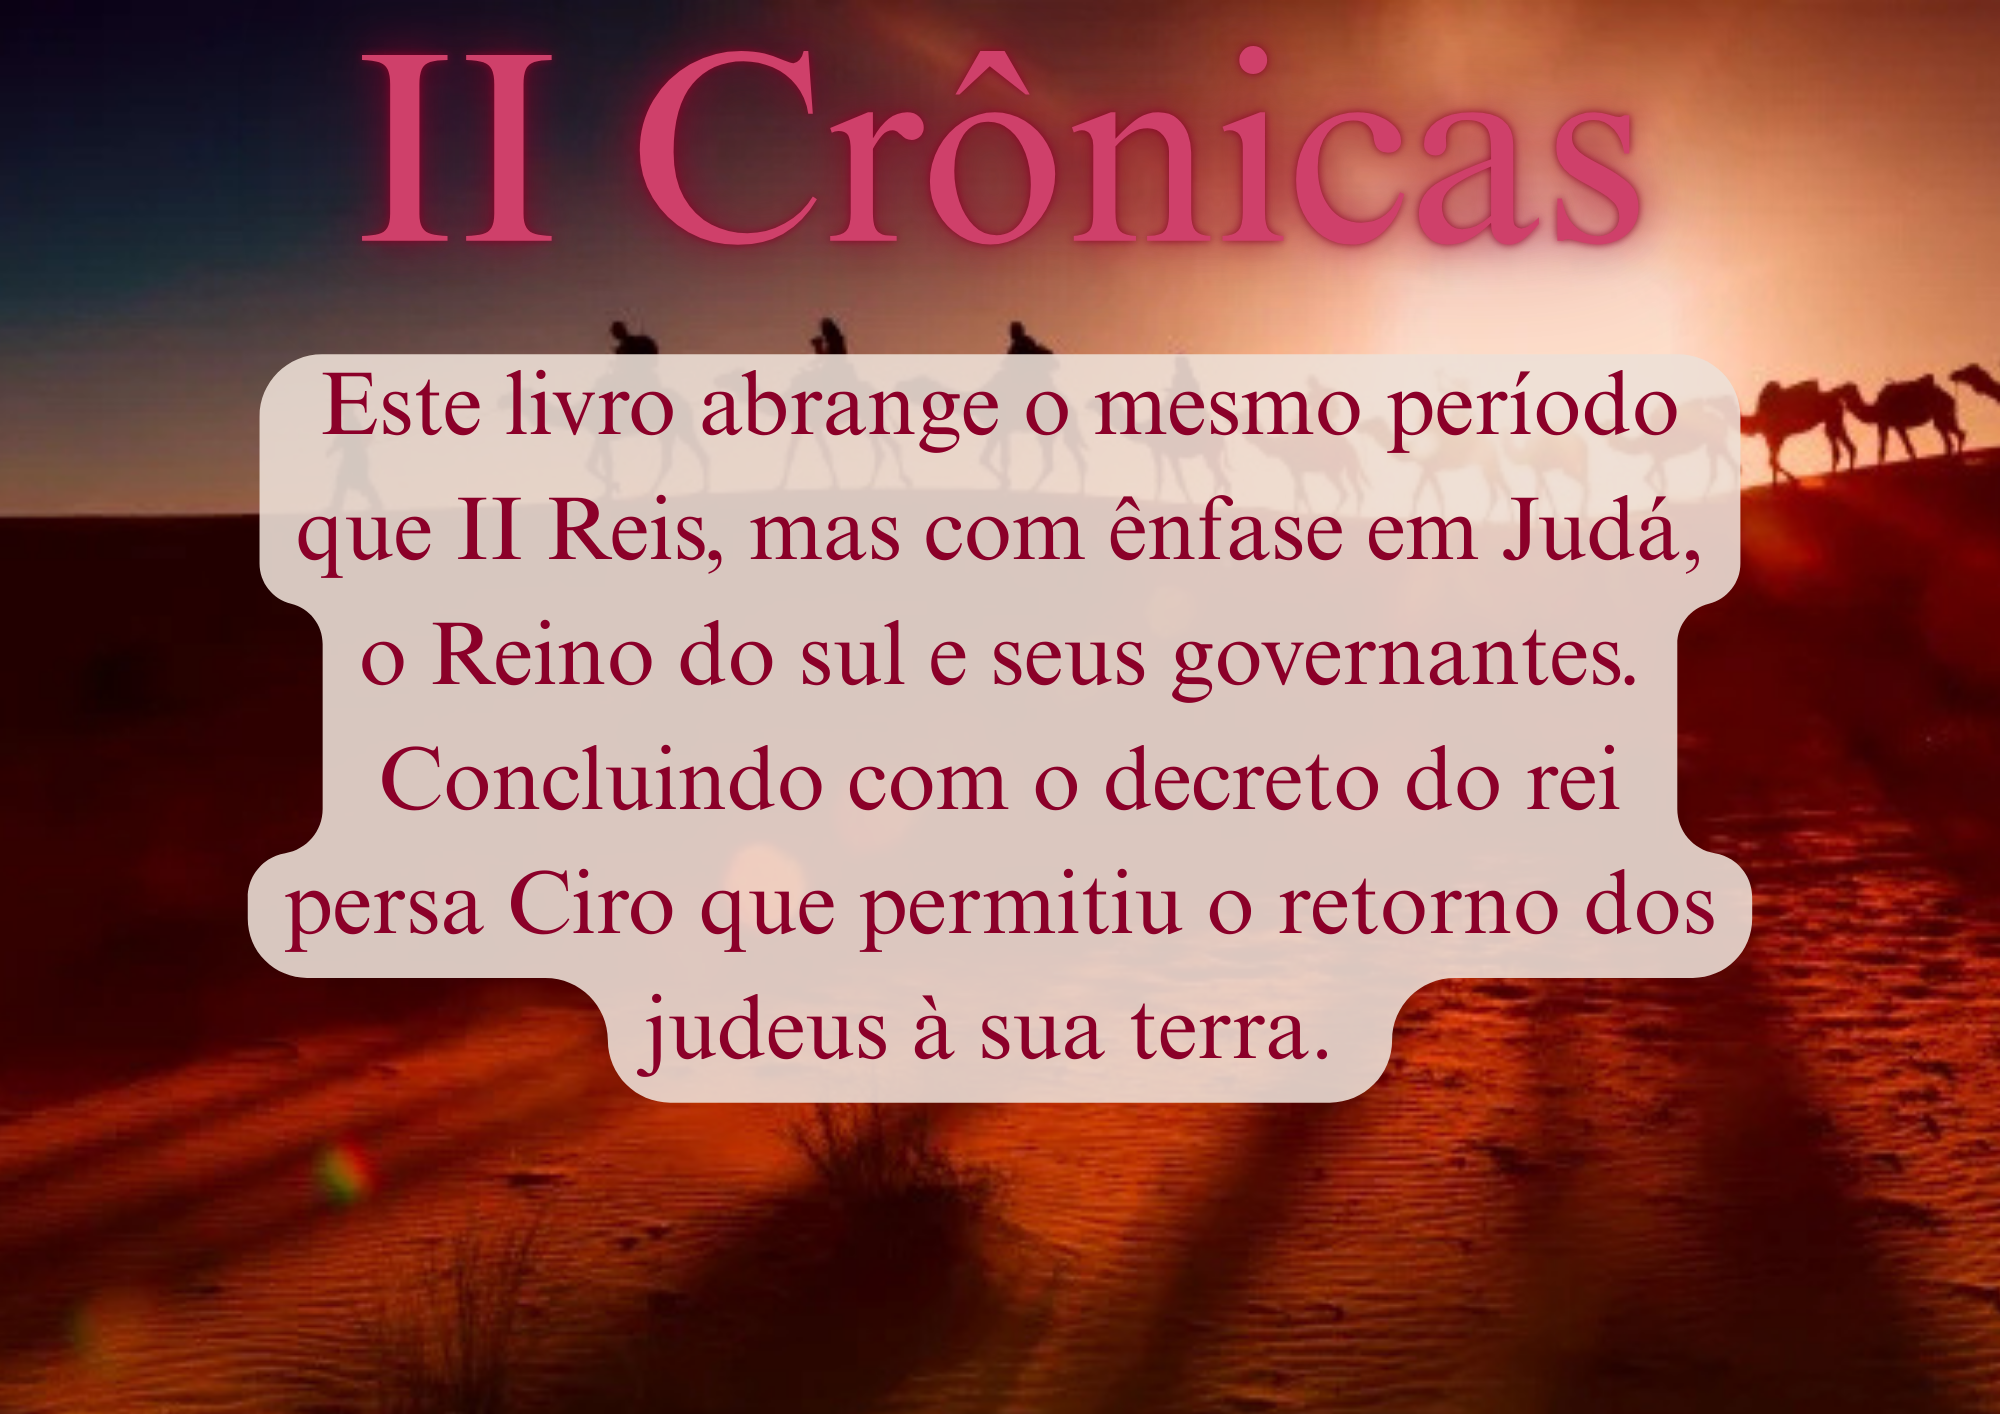 II Crônicas
Este livro abrange o mesmo período
que II Reis, mas com ênfase em Judá,
o Reino do sul e seus governantes.
Concluindo com o decreto do rei
persa Ciro que permitiu o retorno dos
judeus à sua terra.